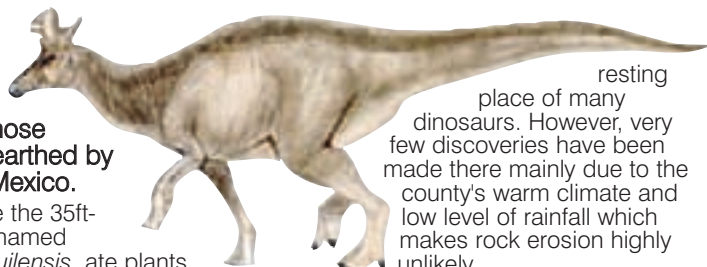 nose
earthed by
Mexico.
e the 35ft-
named
uilensis, ate plants
resting
place of many
dinosaurs. However, very
few discoveries have been
made there mainly due to the
county's warm climate and
low level of rainfall which
makes rock erosion highly
unlikely